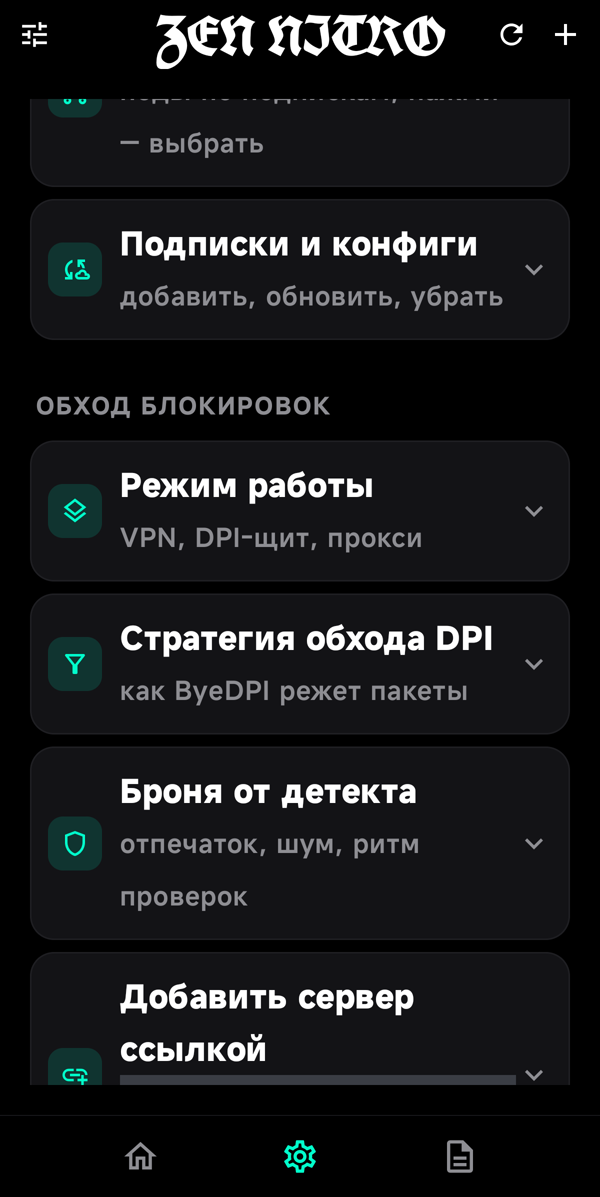 ZEN NITRO
— выбрать
Подписки и конфиги
добавить, обновить, убрать
ОБХОД БЛОКИРОВОК
Режим работы
VPN, DPI-щит, прокси
Стратегия обхода DPI
как ByeDPI режет пакеты
Броня от детекта
отпечаток, шум, ритм
проверок
Добавить сервер
ссылкой